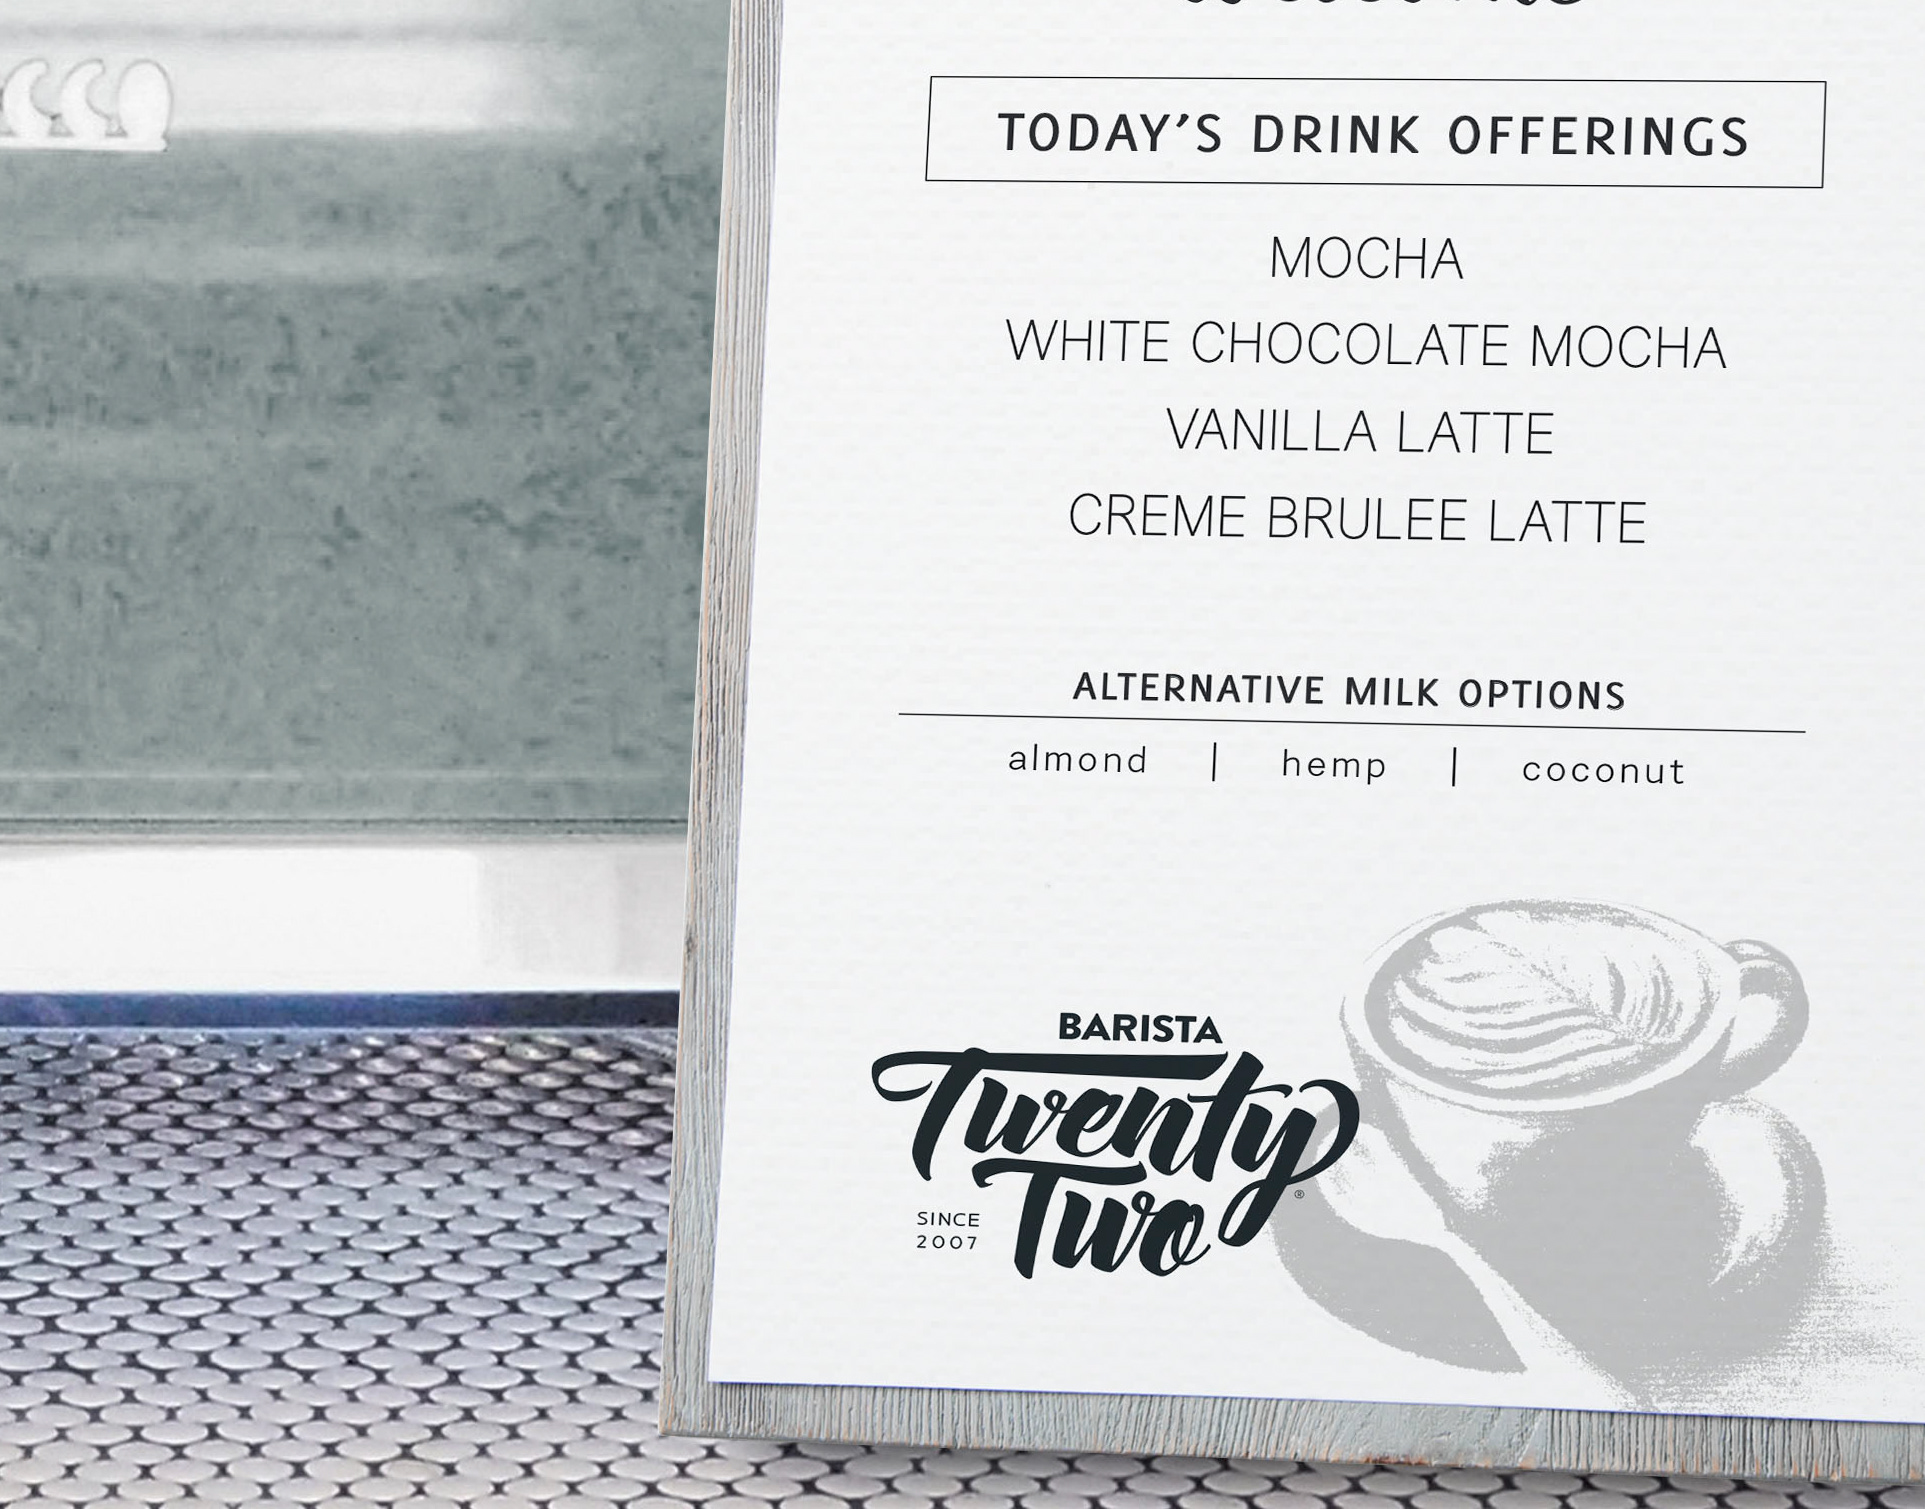 TODAY'S DRINK OFFERINGS
MOCHA
WHITE CHOCOLATE MOCHA
VANILLA LATTE
CREME BRULEE LATTE
ALTERNATIVE MILK OPTIONS
almond | hemp | coconut
BARISTA
Twenty
Two
®
SINCE
2007